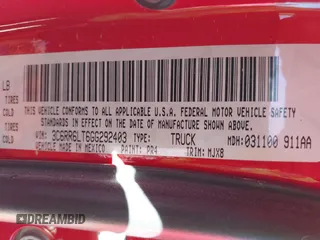 LB
TIRES
COLD
TIRES
COLD
THIS VEHICLE CONFORMS TO ALL APPLICABLE U.S.A. FEDERAL MOTOR VEHICLE SAFETY
STANDARDS IN EFFECT ON THE DATE OF MANUFACTURE SHOWN ABOVE.
VIN: 3C6RR6LT6GG292403 TYPE: TRUCK MDH: 031100 911AA
VEHICLE MADE IN MEXICO PAINT: PR4 TRIM: MJX8
DREAMBID